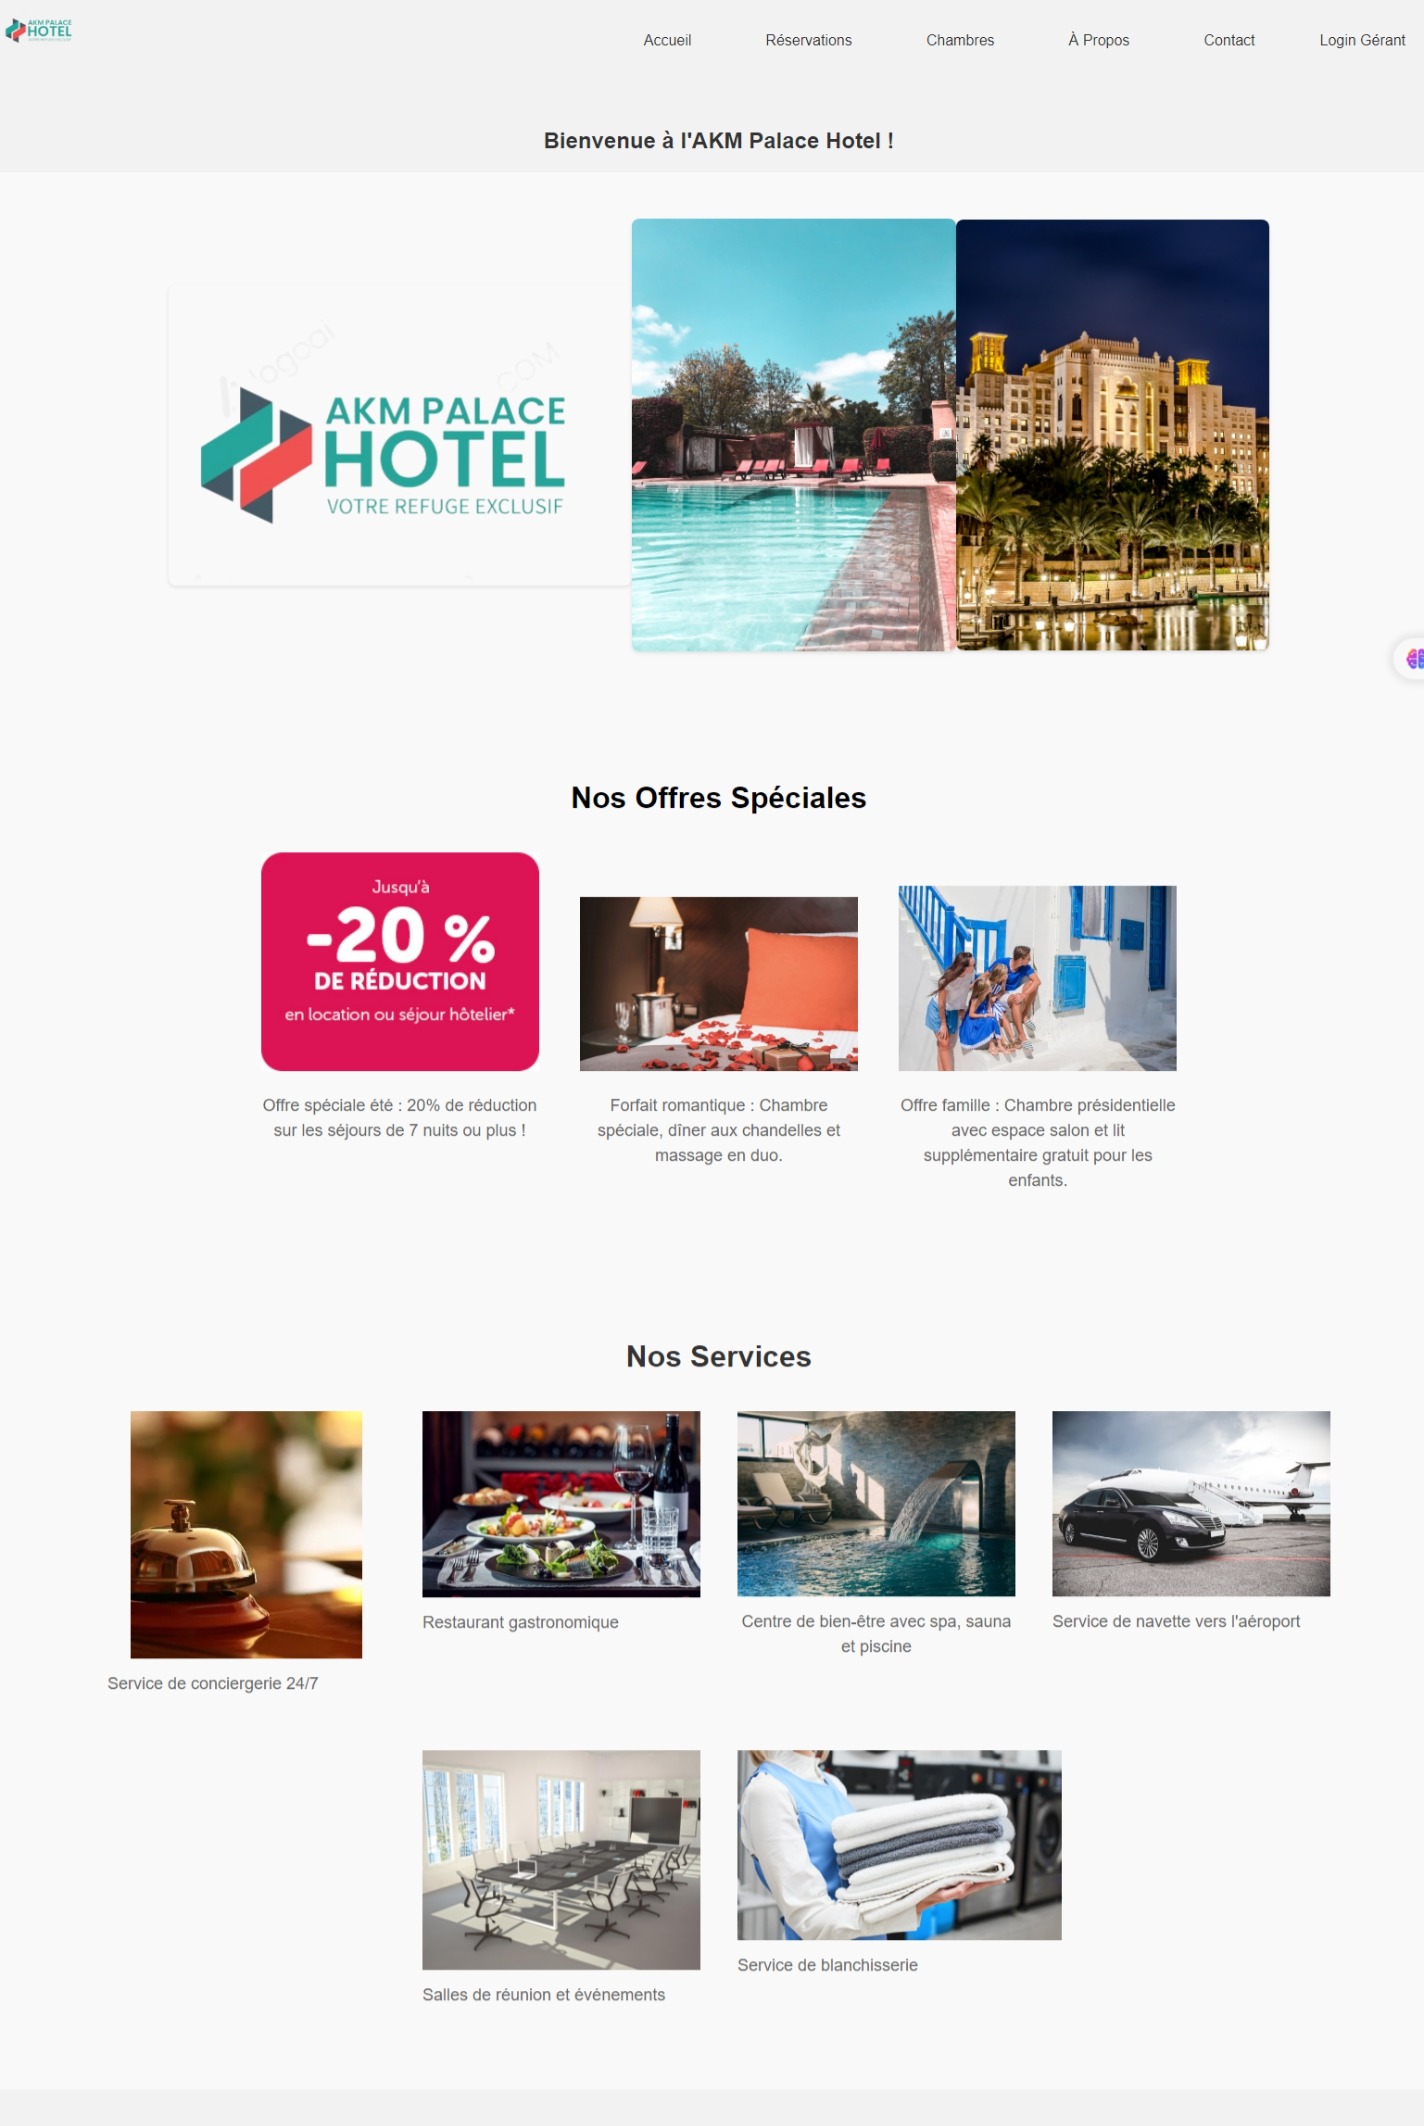 AKM PALACE
HOTEL
Accueil
Réservations
Chambres
À Propos
Contact
Login Gérant
Bienvenue à l'AKM Palace Hotel !
logoai
.COM
AKM PALACE
HOTEL
VOTRE REFUGE EXCLUSIF
Nos Offres Spéciales
Jusqu'à
-20 %
DE RÉDUCTION
en location ou séjour hôtelier*
Offre spéciale été : 20% de réduction
sur les séjours de 7 nuits ou plus !
Forfait romantique : Chambre
spéciale, dîner aux chandelles et
massage en duo.
Offre famille : Chambre présidentielle
avec espace salon et lit
supplémentaire gratuit pour les
enfants.
Nos Services
Service de conciergerie 24/7
Restaurant gastronomique
Centre de bien-être avec spa, sauna
et piscine
Service de navette vers l'aéroport
Salles de réunion et événements
Service de blanchisserie